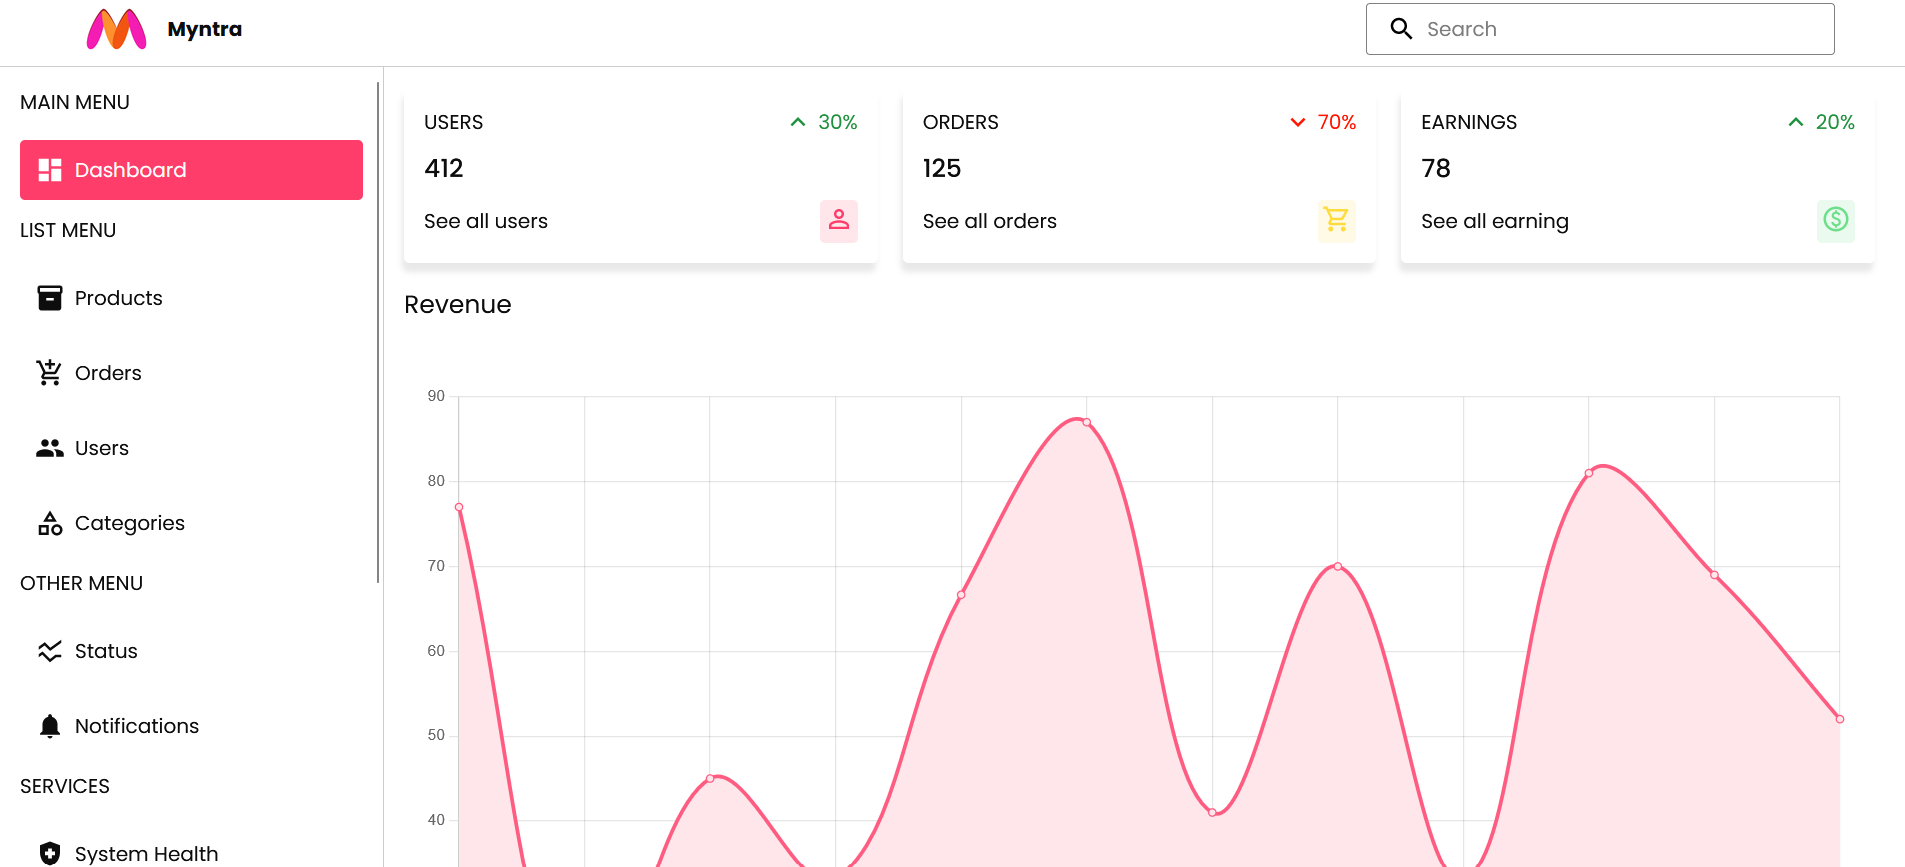 Myntra
Search
MAIN MENU
Dashboard
LIST MENU
Products
Orders
Users
Categories
OTHER MENU
Status
Notifications
SERVICES
System Health
USERS
30%
412
See all users
ORDERS
70%
125
See all orders
EARNINGS
20%
78
See all earning
Revenue
90
80
70
60
50
40